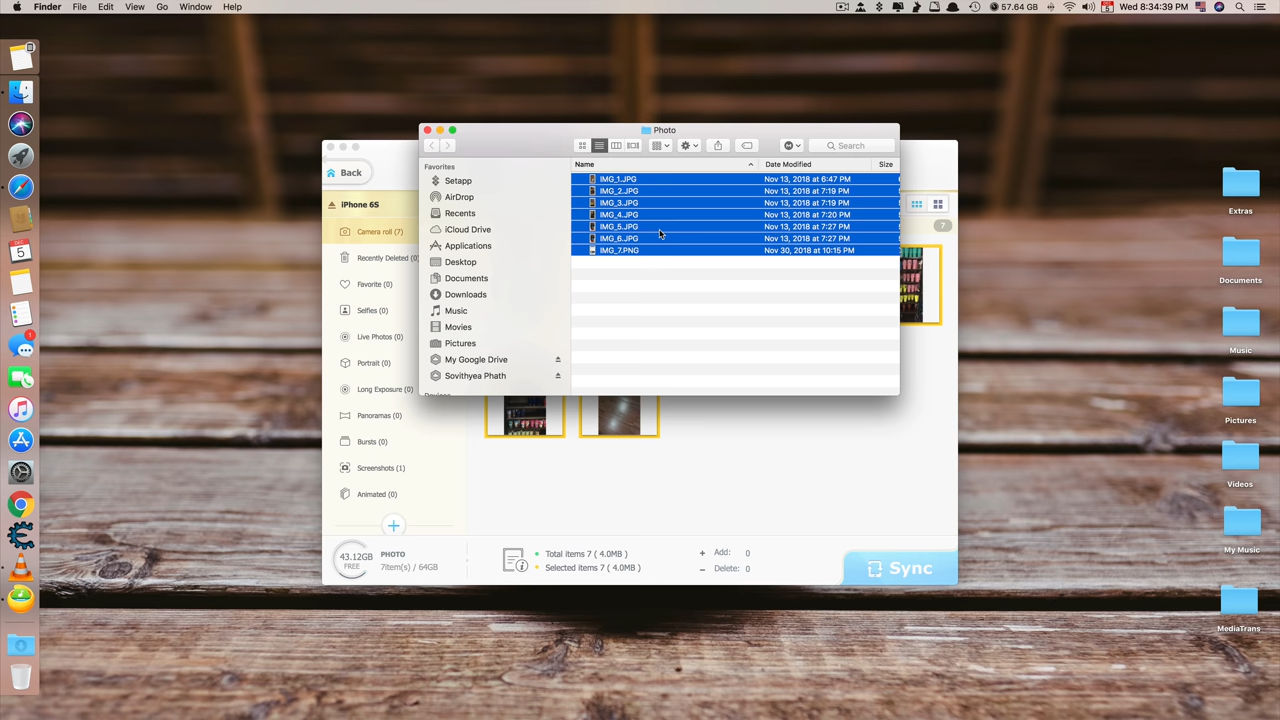 Finder File Edit View Go Window Help
57.64 GB Wed 8:34:39 PM
Photo
Search
Back
iPhone 6S
Camera roll (7)
Recently Deleted (0
Favorite (0)
Selfies (0)
Live Photos (0)
Portrait (0)
Long Exposure (0)
Panoramas (0)
Bursts (0)
Screenshots (1)
Animated (0)
Favorites
Setapp
AirDrop
Recents
iCloud Drive
Applications
Desktop
Documents
Downloads
Music
Movies
Pictures
My Google Drive
Sovithyea Phath
Name Date Modified Size
IMG_1.JPG Nov 13, 2018 at 6:47 PM
IMG_2.JPG Nov 13, 2018 at 7:19 PM
IMG_3.JPG Nov 13, 2018 at 7:19 PM
IMG_4.JPG Nov 13, 2018 at 7:20 PM
IMG_5.JPG Nov 13, 2018 at 7:27 PM
IMG_6.JPG Nov 13, 2018 at 7:27 PM
IMG_7.PNG Nov 30, 2018 at 10:15 PM
7
43.12GB
FREE
PHOTO
7item(s) / 64GB
Total items 7 ( 4.0MB )
Selected items 7 ( 4.0MB )
+ Add: 0
− Delete: 0
Sync
Extras
Documents
Music
Pictures
Videos
My Music
MediaTrans
DEC
5
1